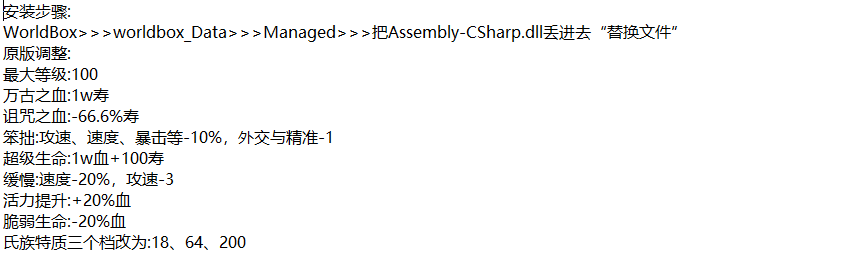 安装步骤:
WorldBox>>>worldbox_Data>>>Managed>>>把Assembly-CSharp.dll丢进去“替换文件”
原版调整:
最大等级:100
万古之血:1w寿
诅咒之血:-66.6%寿
笨拙:攻速、速度、暴击等-10%，外交与精准-1
超级生命:1w血+100寿
缓慢:速度-20%，攻速-3
活力提升:+20%血
脆弱生命:-20%血
氏族特质三个档改为:18、64、200